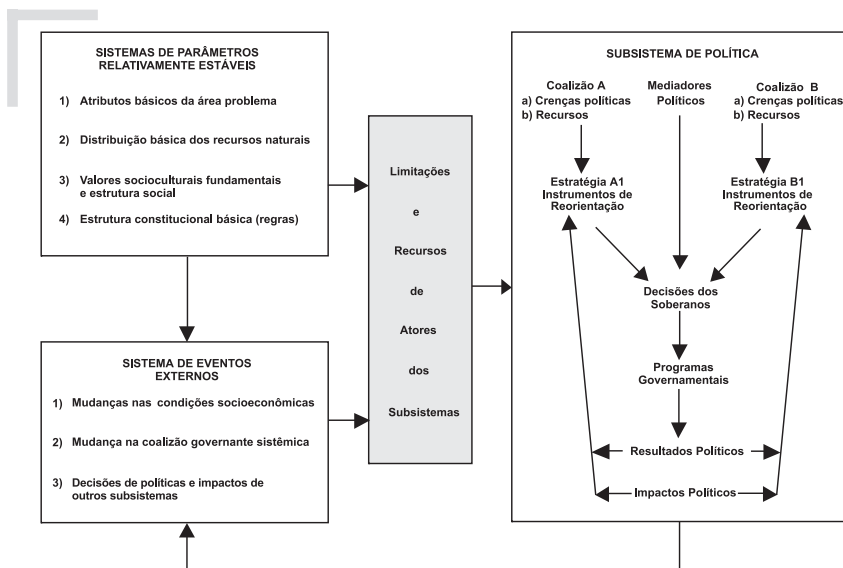 SISTEMAS DE PARÂMETROS
RELATIVAMENTE ESTÁVEIS
1) Atributos básicos da área problema
2) Distribuição básica dos recursos naturais
3) Valores socioculturais fundamentais
e estrutura social
4) Estrutura constitucional básica (regras)
SISTEMA DE EVENTOS
EXTERNOS
1) Mudanças nas condições socioeconômicas
2) Mudança na coalizão governante sistêmica
3) Decisões de políticas e impactos de
outros subsistemas
Limitações
e
Recursos
de
Atores
dos
Subsistemas
SUBSISTEMA DE POLÍTICA
Coalizão A
a) Crenças políticas
b) Recursos
Mediadores
Políticos
Coalizão B
a) Crenças políticas
b) Recursos
Estratégia A1
Instrumentos de
Reorientação
Estratégia B1
Instrumentos de
Reorientação
Decisões dos
Soberanos
Programas
Governamentais
Resultados Políticos
Impactos Políticos